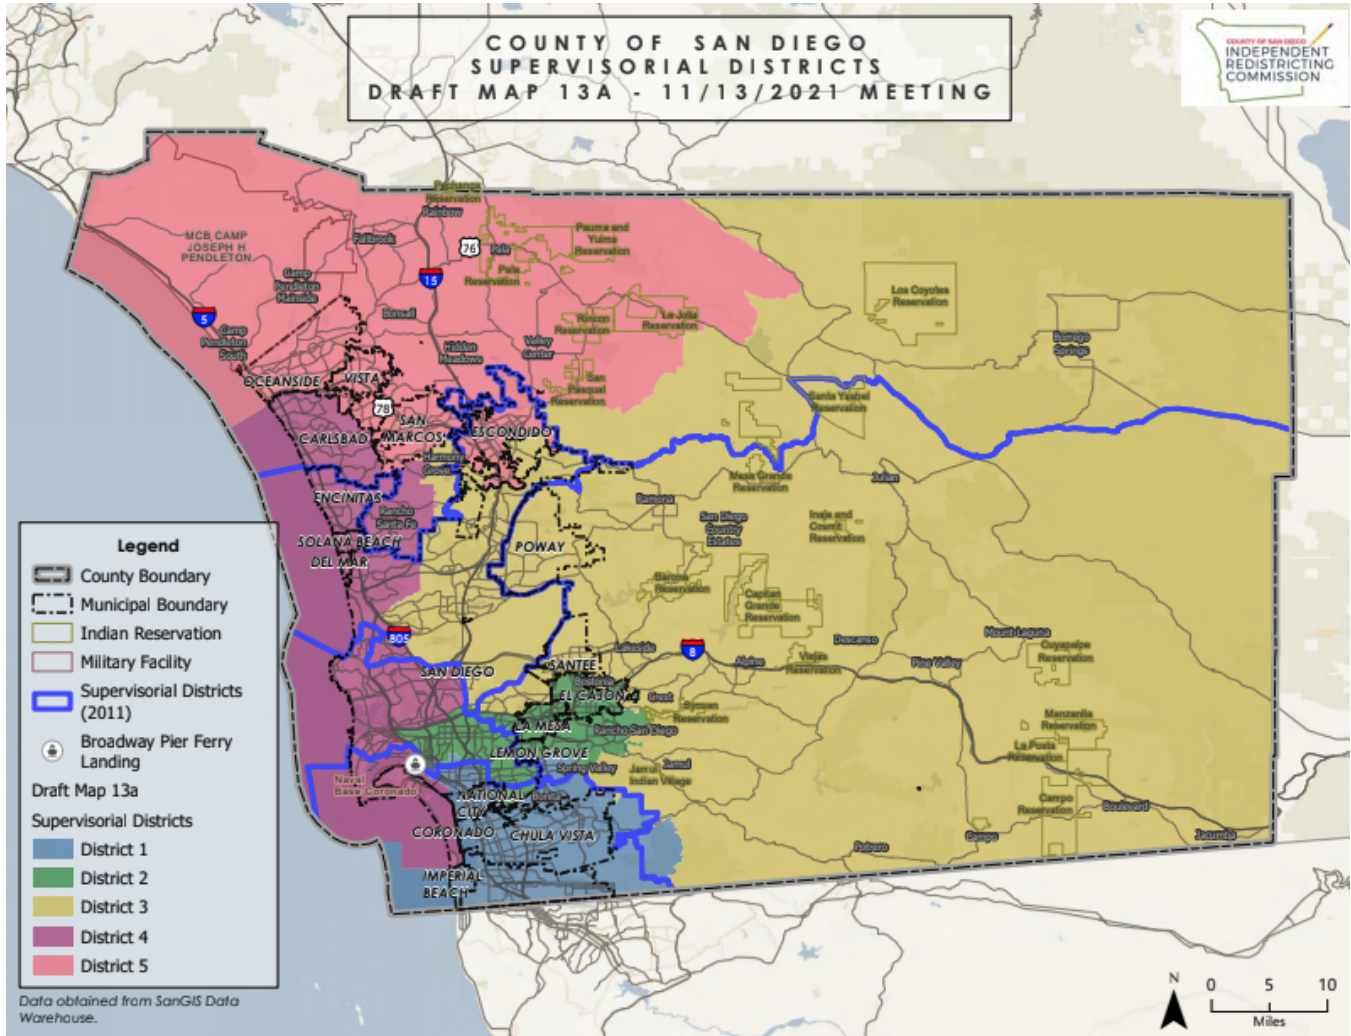 COUNTY OF SAN DIEGO
SUPERVISORIAL DISTRICTS
DRAFT MAP 13A - 11/13/2021 MEETING
COUNTY OF SAN DIEGO
INDEPENDENT
REDISTRICTING
COMMISSION
Pechanga
Reservation
Rainbow
MCB CAMP
JOSEPH H
PENDLETON
Fallbrook
76
Pala
Pala
Reservation
Pauma and
Yuima
Reservation
Camp
Pendleton
Mainside
15
Los Coyotes
Reservation
5
Camp
Pendleton
South
Bonsall
Rincon
Reservation
La Jolla
Reservation
Hidden
Meadows
Valley
Center
Borrego
Springs
OCEANSIDE
VISTA
San
Pasqual
Reservation
Santa Ysabel
Reservation
78
CARLSBAD
SAN
MARCOS
ESCONDIDO
Harmony
Grove
Mesa Grande
Reservation
Julian
ENCINITAS
Rancho
Santa Fe
Ramona
San Diego
Country
Estates
Inaja and
Cosmit
Reservation
SOLANA BEACH
DEL MAR
POWAY
Barona
Reservation
Capitan
Grande
Reservation
805
Lakeside
8
Descanso
Mount Laguna
Cuyapaipe
Reservation
SAN DIEGO
SANTEE
Bostonia
Alpine
Viejas
Reservation
Pine Valley
EL CAJON
Crest
Sycuan
Reservation
LA MESA
Rancho San Diego
Manzanita
Reservation
LEMON GROVE
Spring Valley
Jamul
Indian Village
Jamul
La Posta
Reservation
Naval
Base Coronado
NATIONAL
CITY
Bonita
Campo
Reservation
Boulevard
CORONADO
CHULA VISTA
Campo
Jacumba
Potrero
IMPERIAL
BEACH
Legend
County Boundary
Municipal Boundary
Indian Reservation
Military Facility
Supervisorial Districts
(2011)
Broadway Pier Ferry
Landing
Draft Map 13a
Supervisorial Districts
District 1
District 2
District 3
District 4
District 5
Data obtained from SanGIS Data
Warehouse.
N
0 5 10
Miles